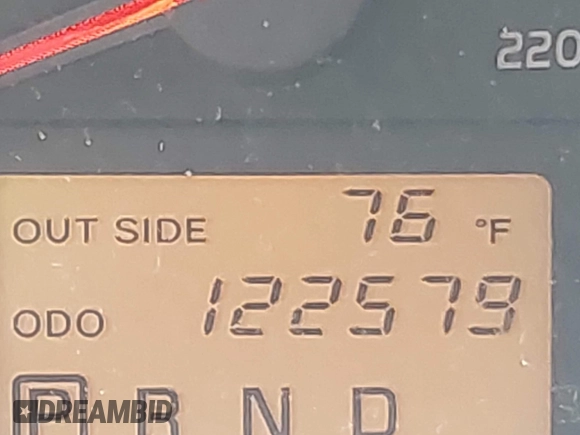 220
OUT SIDE 76 °F
ODO 122579
P R N D
DREAMBID